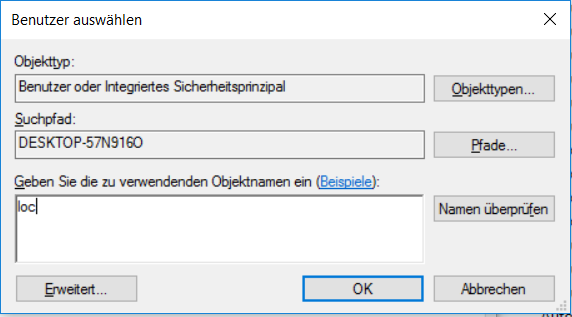 Benutzer auswählen
Objekttyp:
Benutzer oder Integriertes Sicherheitsprinzipal
Objekttypen...
Suchpfad:
DESKTOP-57N916O
Pfade...
Geben Sie die zu verwendenden Objektnamen ein (Beispiele):
loc
Namen überprüfen
Erweitert...
OK
Abbrechen